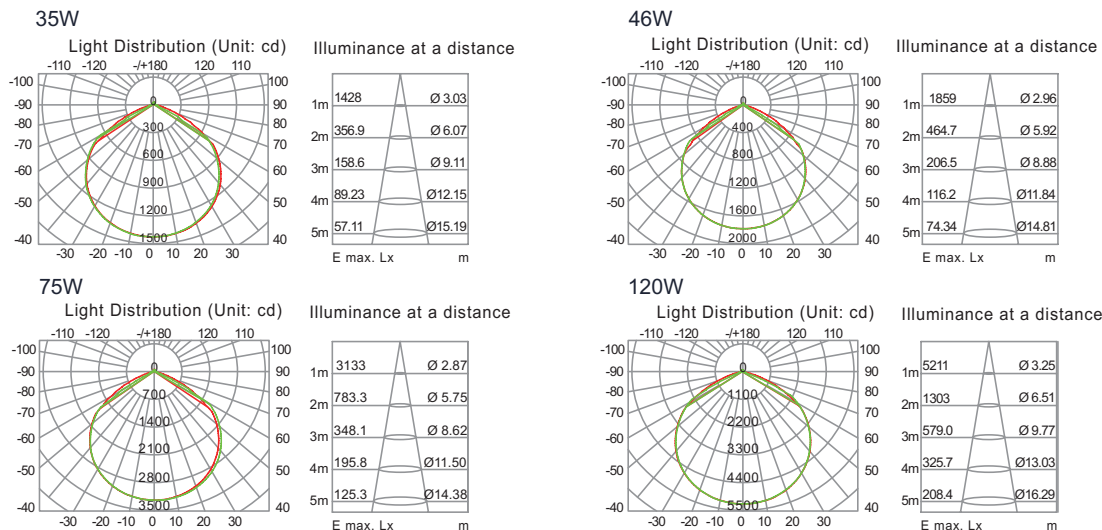 35W
Light Distribution (Unit: cd)
Illuminance at a distance
-110 -120 -/+180 120 110
-100 100
-90 90
-80 80
-70 70
-60 60
-50 50
-40 40
-30 -20 -10 0 10 20 30
0
300
600
900
1200
1500
1m 1428 Ø 3.03
2m 356.9 Ø 6.07
3m 158.6 Ø 9.11
4m 89.23 Ø12.15
5m 57.11 Ø15.19
E max. Lx m
46W
Light Distribution (Unit: cd)
Illuminance at a distance
-110 -120 -/+180 120 110
-100 100
-90 90
-80 80
-70 70
-60 60
-50 50
-40 40
-30 -20 -10 0 10 20 30
0
400
800
1200
1600
2000
1m 1859 Ø 2.96
2m 464.7 Ø 5.92
3m 206.5 Ø 8.88
4m 116.2 Ø11.84
5m 74.34 Ø14.81
E max. Lx m
75W
Light Distribution (Unit: cd)
Illuminance at a distance
-110 -120 -/+180 120 110
-100 100
-90 90
-80 80
-70 70
-60 60
-50 50
-40 40
-30 -20 -10 0 10 20 30
0
700
1400
2100
2800
3500
1m 3133 Ø 2.87
2m 783.3 Ø 5.75
3m 348.1 Ø 8.62
4m 195.8 Ø11.50
5m 125.3 Ø14.38
E max. Lx m
120W
Light Distribution (Unit: cd)
Illuminance at a distance
-110 -120 -/+180 120 110
-100 100
-90 90
-80 80
-70 70
-60 60
-50 50
-40 40
-30 -20 -10 0 10 20 30
0
1100
2200
3300
4400
5500
1m 5211 Ø 3.25
2m 1303 Ø 6.51
3m 579.0 Ø 9.77
4m 325.7 Ø13.03
5m 208.4 Ø16.29
E max. Lx m